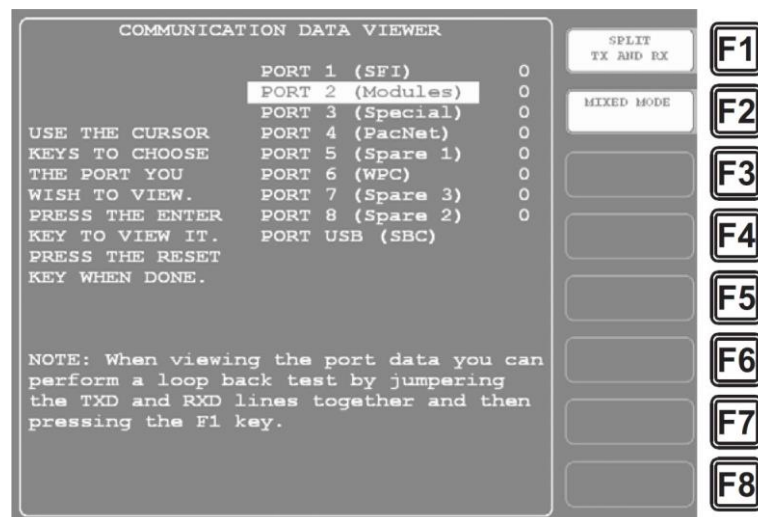 COMMUNICATION DATA VIEWER
PORT 1 (SFI) 0
PORT 2 (Modules) 0
PORT 3 (Special) 0
USE THE CURSOR PORT 4 (PacNet) 0
KEYS TO CHOOSE PORT 5 (Spare 1) 0
THE PORT YOU PORT 6 (WPC) 0
WISH TO VIEW. PORT 7 (Spare 3) 0
PRESS THE ENTER PORT 8 (Spare 2) 0
KEY TO VIEW IT. PORT USB (SBC)
PRESS THE RESET
KEY WHEN DONE.
NOTE: When viewing the port data you can
perform a loop back test by jumpering
the TXD and RXD lines together and then
pressing the F1 key.
SPLIT
TX AND RX
F1
MIXED MODE
F2
F3
F4
F5
F6
F7
F8